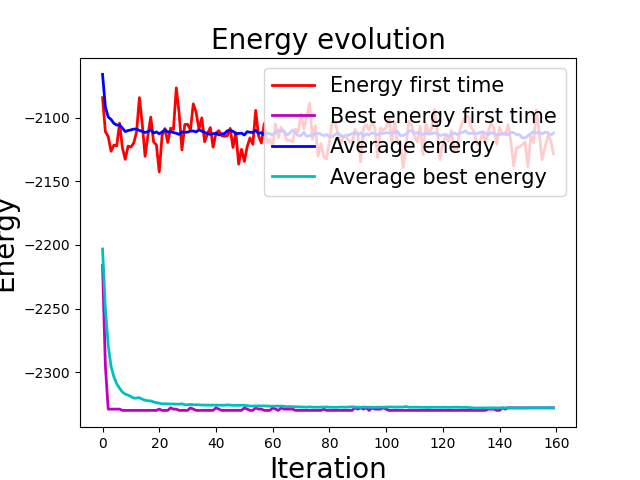 Energy evolution
Energy first time
Best energy first time
Average energy
Average best energy
Energy
−2100
−2150
−2200
−2250
−2300
0 20 40 60 80 100 120 140 160
Iteration